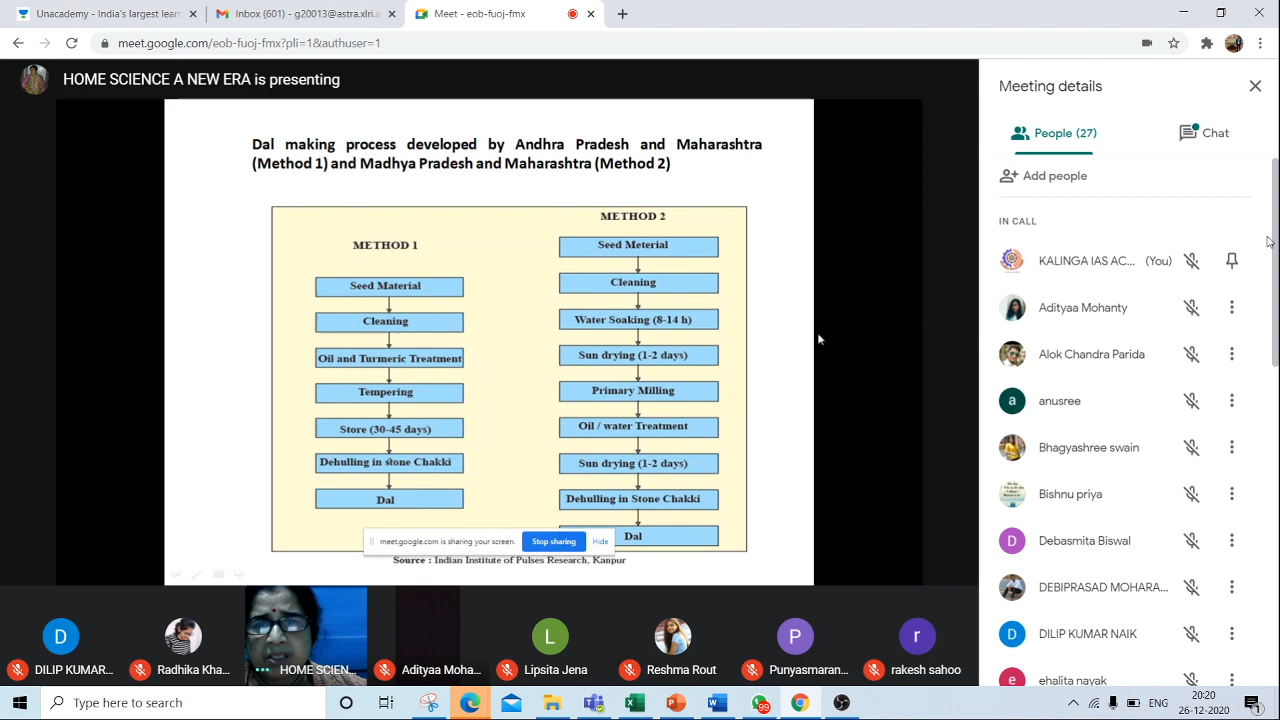 Unacademy - India's largest learn
Inbox (601) - g20013@astra.xlri.a
Meet - eob-fuoj-fmx
meet.google.com/eob-fuoj-fmx?pli=1&authuser=1
HOME SCIENCE A NEW ERA is presenting
Dal making process developed by Andhra Pradesh and Maharashtra
(Method 1) and Madhya Pradesh and Maharashtra (Method 2)
METHOD 1
Seed Material
Cleaning
Oil and Turmeric Treatment
Tempering
Store (30-45 days)
Dehulling in stone Chakki
Dal
METHOD 2
Seed Meterial
Cleaning
Water Soaking (8-14 h)
Sun drying (1-2 days)
Primary Milling
Oil / water Treatment
Sun drying (1-2 days)
Dehulling in Stone Chakki
Dal
meet.google.com is sharing your screen.
Stop sharing
Hide
Source : Indian Institute of Pulses Research, Kanpur
Meeting details
People (27)
Chat
Add people
IN CALL
KALINGA IAS AC... (You)
Adityaa Mohanty
Alok Chandra Parida
a anusree
Bhagyashree swain
Bishnu priya
D Debasmita Biswal
DEBIPRASAD MOHARA...
D DILIP KUMAR NAIK
e ehalita nayak
D
DILIP KUMAR...
Radhika Kha...
HOME SCIEN...
Adityaa Moha...
L
Lipsita Jena
Reshma Rout
P
Punyasmaran...
r
rakesh sahoo
Type here to search
99
ENG
20:20
26-12-2020
1